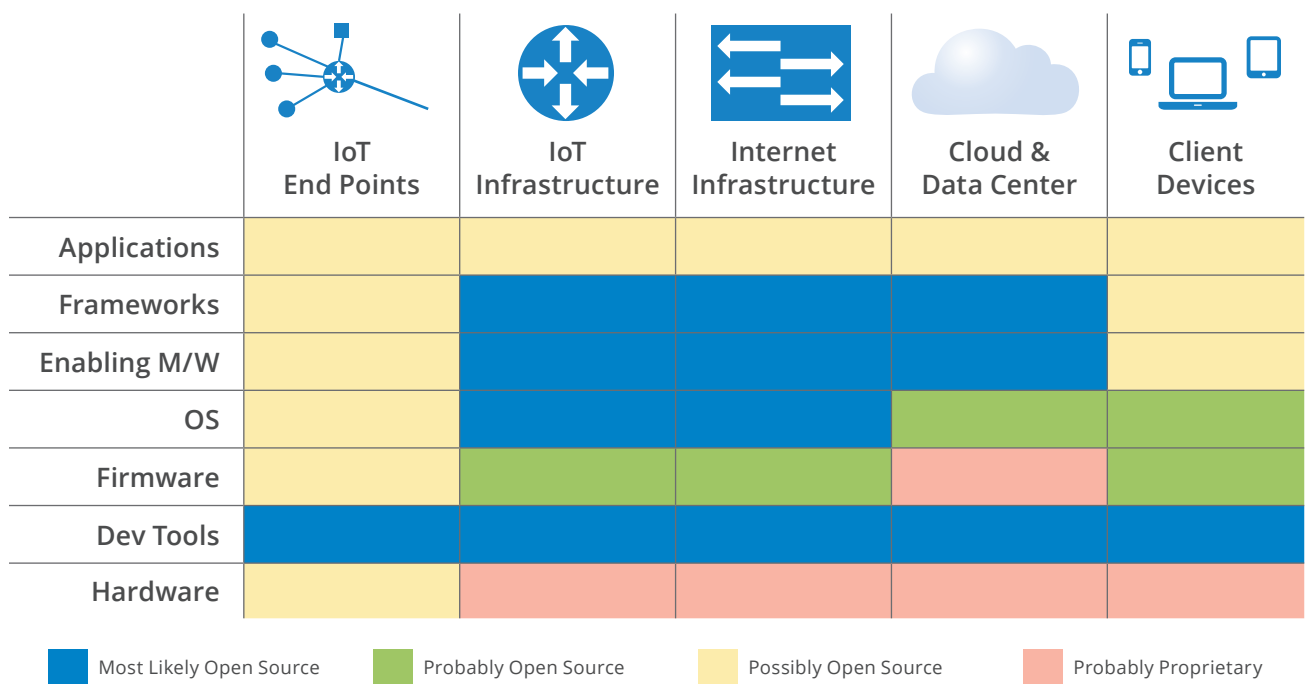 IoT
End Points
IoT
Infrastructure
Internet
Infrastructure
Cloud &
Data Center
Client
Devices
Applications
Frameworks
Enabling M/W
OS
Firmware
Dev Tools
Hardware
Most Likely Open Source
Probably Open Source
Possibly Open Source
Probably Proprietary